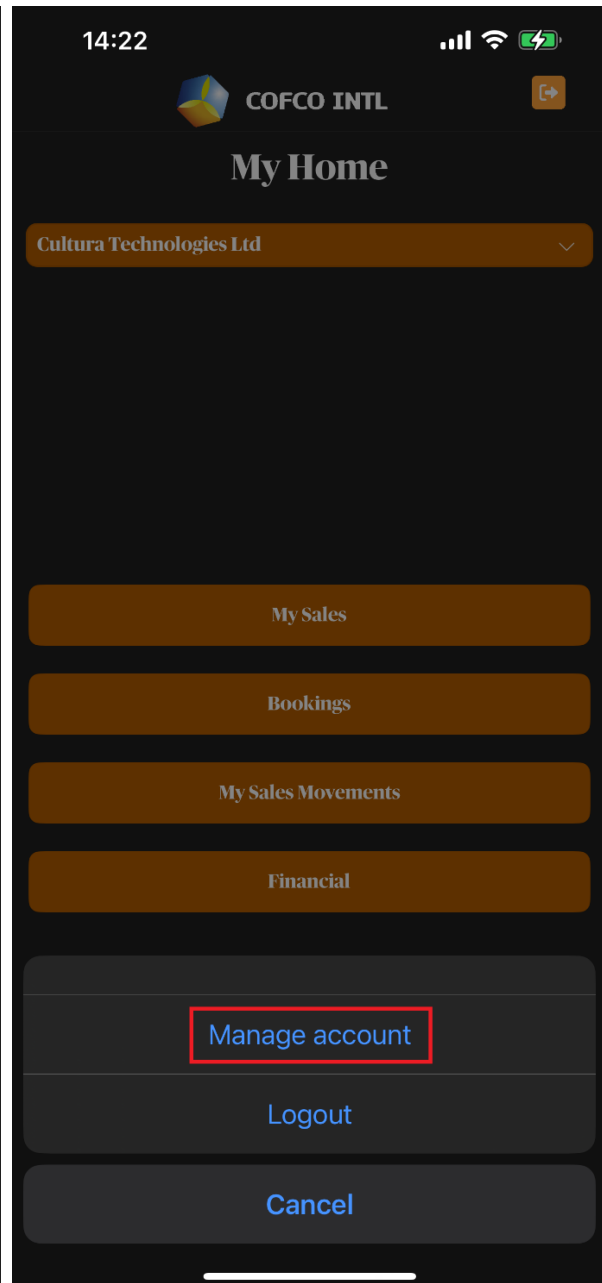 14:22
COFCO INTL
My Home
Cultura Technologies Ltd
My Sales
Bookings
My Sales Movements
Financial
Manage account
Logout
Cancel